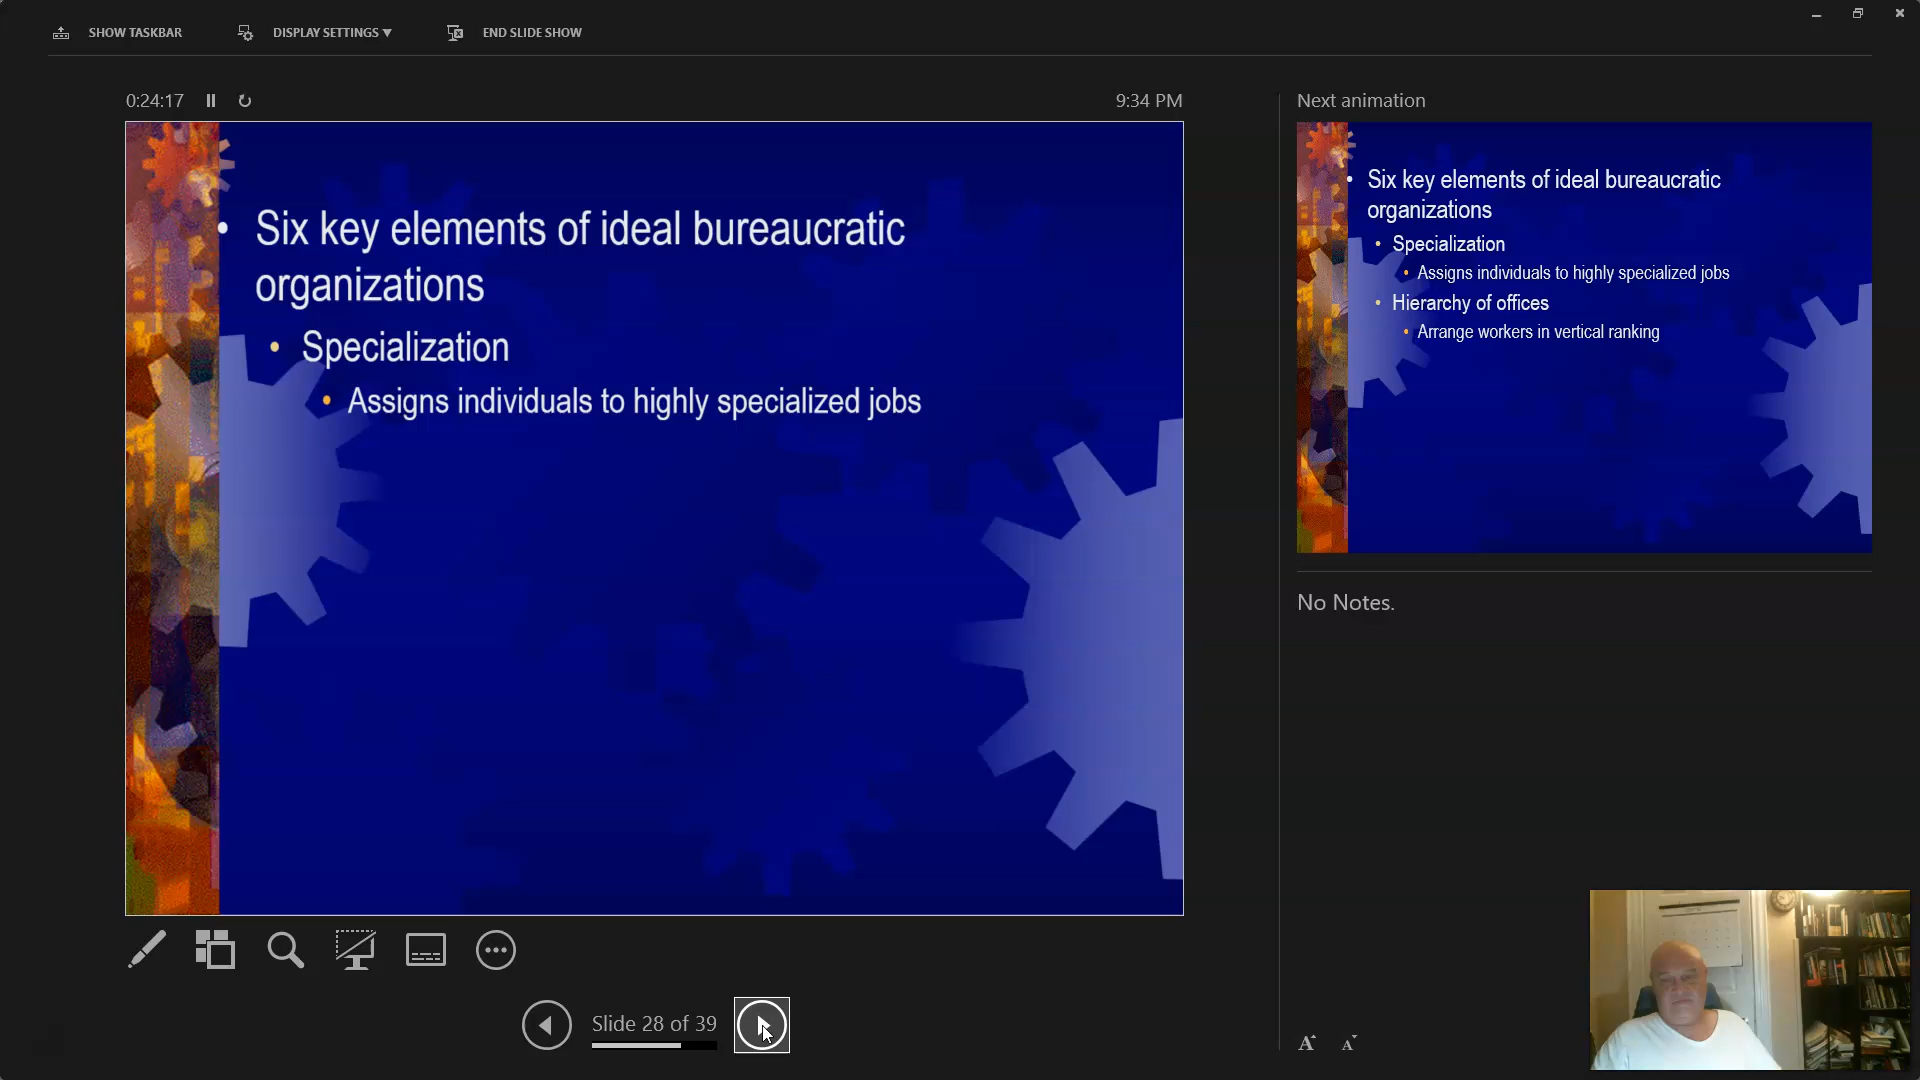 SHOW TASKBAR
DISPLAY SETTINGS ▼
END SLIDE SHOW
0:24:17
9:34 PM
• Six key elements of ideal bureaucratic
organizations
• Specialization
• Assigns individuals to highly specialized jobs
Slide 28 of 39
Next animation
• Six key elements of ideal bureaucratic
organizations
• Specialization
• Assigns individuals to highly specialized jobs
• Hierarchy of offices
• Arrange workers in vertical ranking
No Notes.
A A